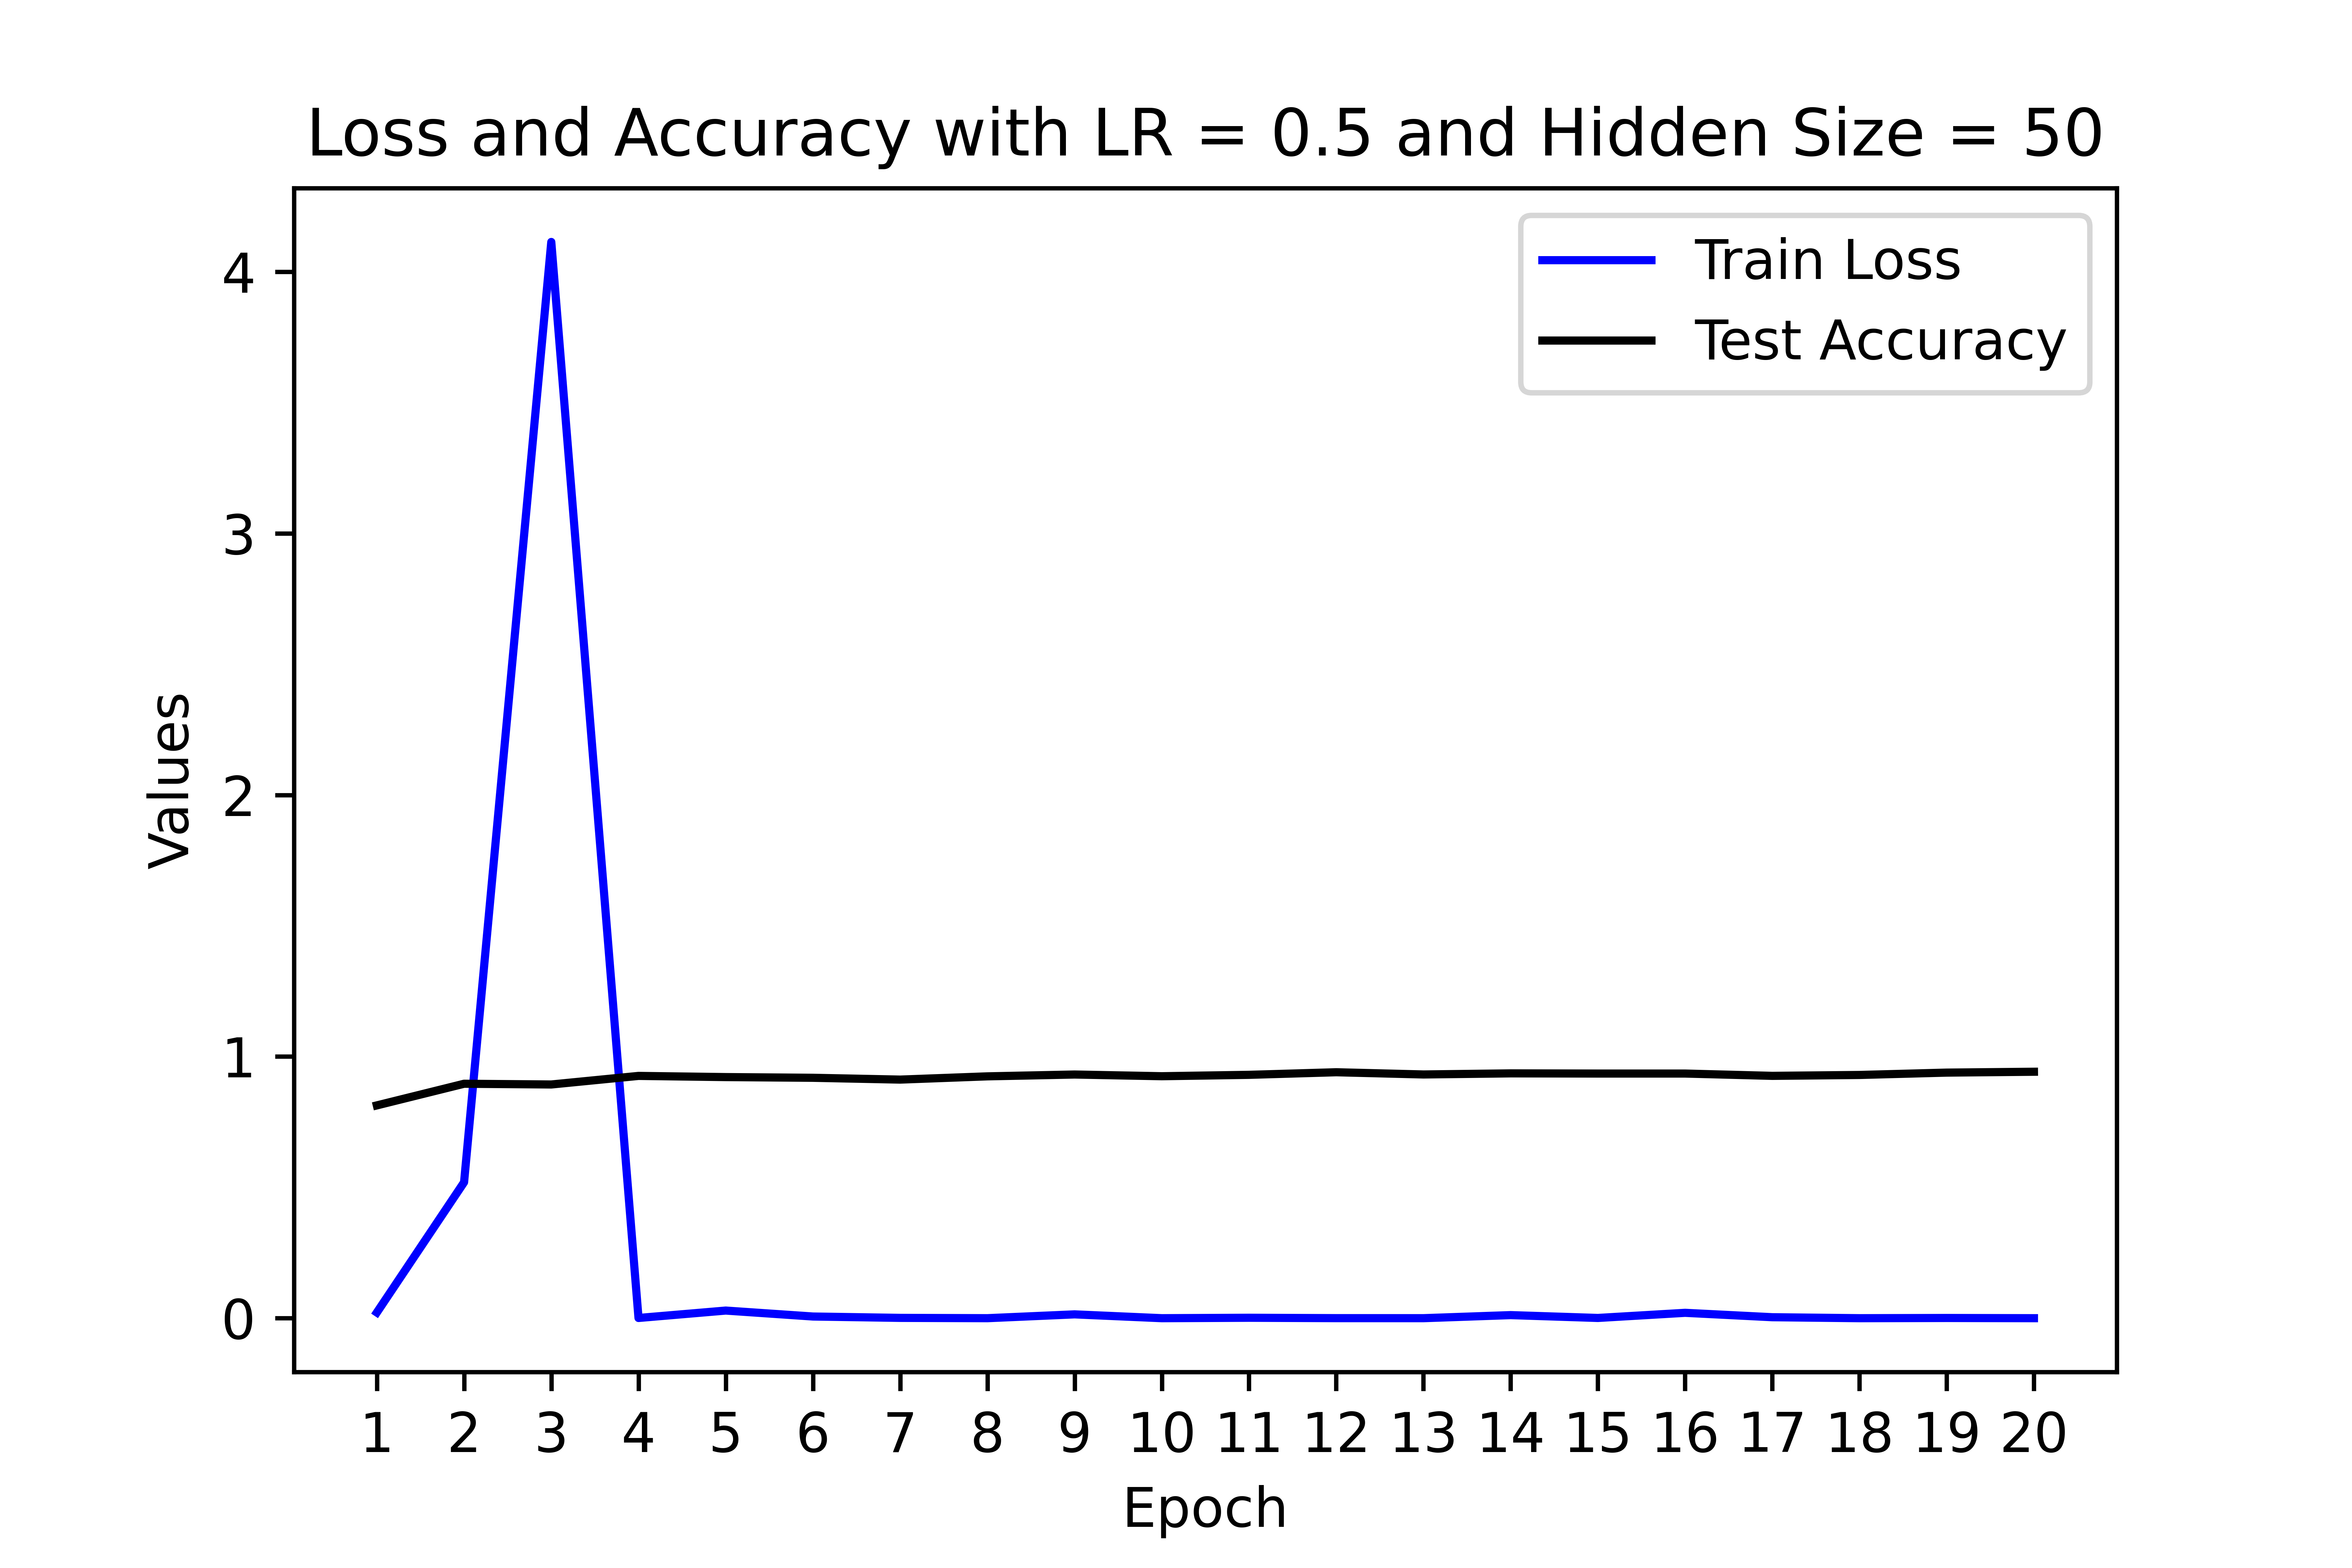 Loss and Accuracy with LR = 0.5 and Hidden Size = 50
Train Loss
Test Accuracy
4
3
2
1
0
Values
1 2 3 4 5 6 7 8 9 10 11 12 13 14 15 16 17 18 19 20
Epoch